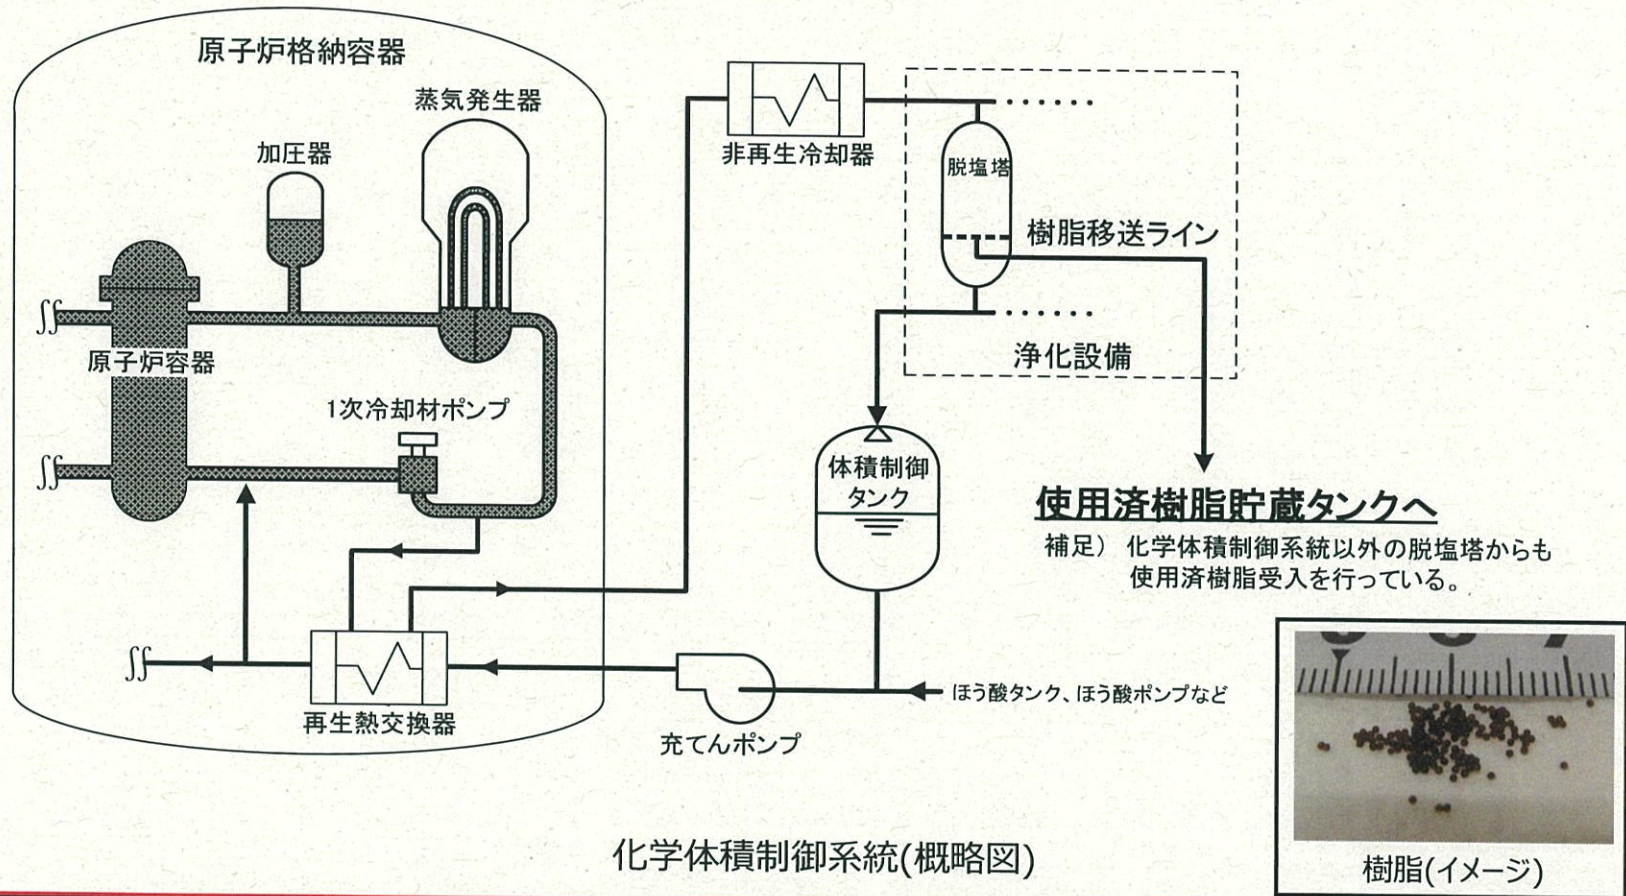 原子炉格納容器
蒸気発生器
加圧器
原子炉容器
1次冷却材ポンプ
再生熱交換器
非再生冷却器
脱塩塔
樹脂移送ライン
浄化設備
体積制御
タンク
使用済樹脂貯蔵タンクへ
補足) 化学体積制御系統以外の脱塩塔からも
使用済樹脂受入を行っている。
ほう酸タンク、ほう酸ポンプなど
充てんポンプ
化学体積制御系統(概略図)
樹脂(イメージ)